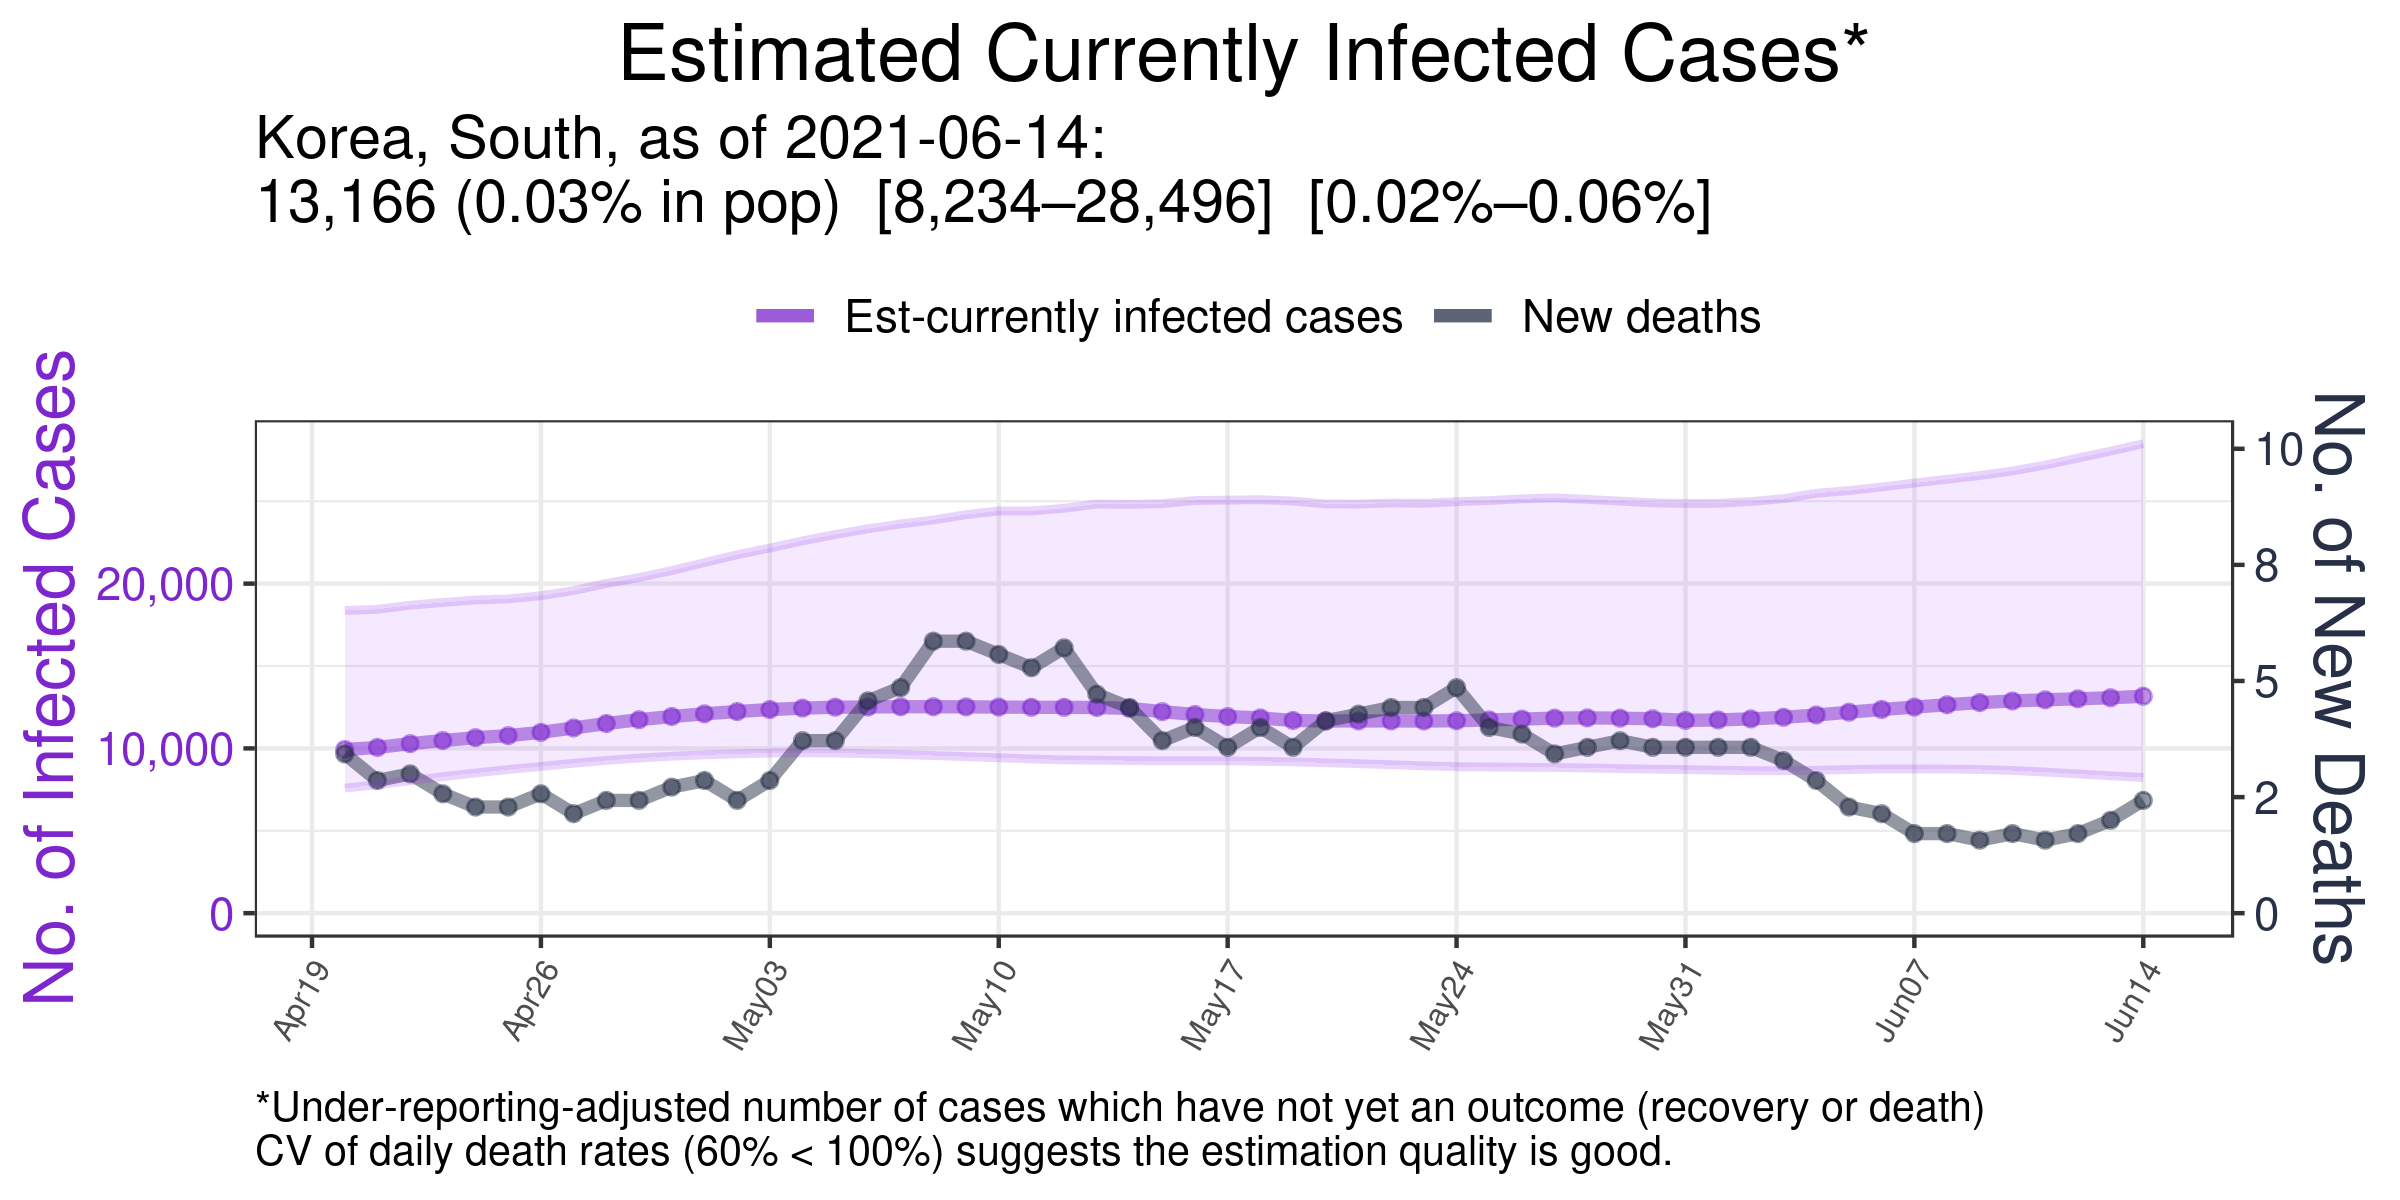 Estimated Currently Infected Cases*
Korea, South, as of 2021-06-14:
13,166 (0.03% in pop) [8,234–28,496] [0.02%–0.06%]
Est-currently infected cases
New deaths
No. of Infected Cases
20,000
10,000
0
10
8
5
2
0
No. of New Deaths
Apr19
Apr26
May03
May10
May17
May24
May31
Jun07
Jun14
*Under-reporting-adjusted number of cases which have not yet an outcome (recovery or death)
CV of daily death rates (60% < 100%) suggests the estimation quality is good.